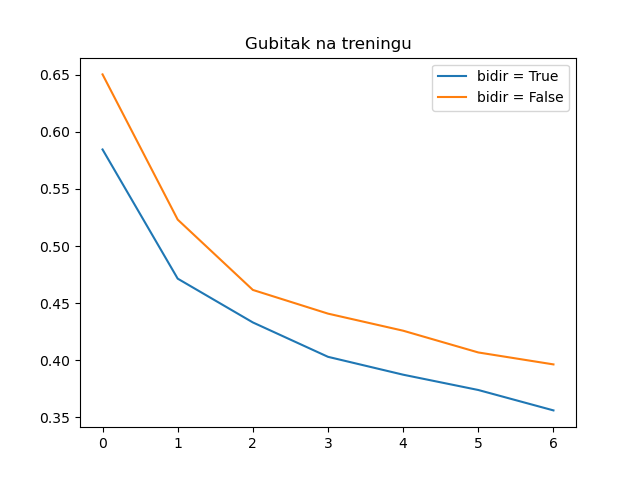 Gubitak na treningu
bidir = True
bidir = False
0.65
0.60
0.55
0.50
0.45
0.40
0.35
0 1 2 3 4 5 6